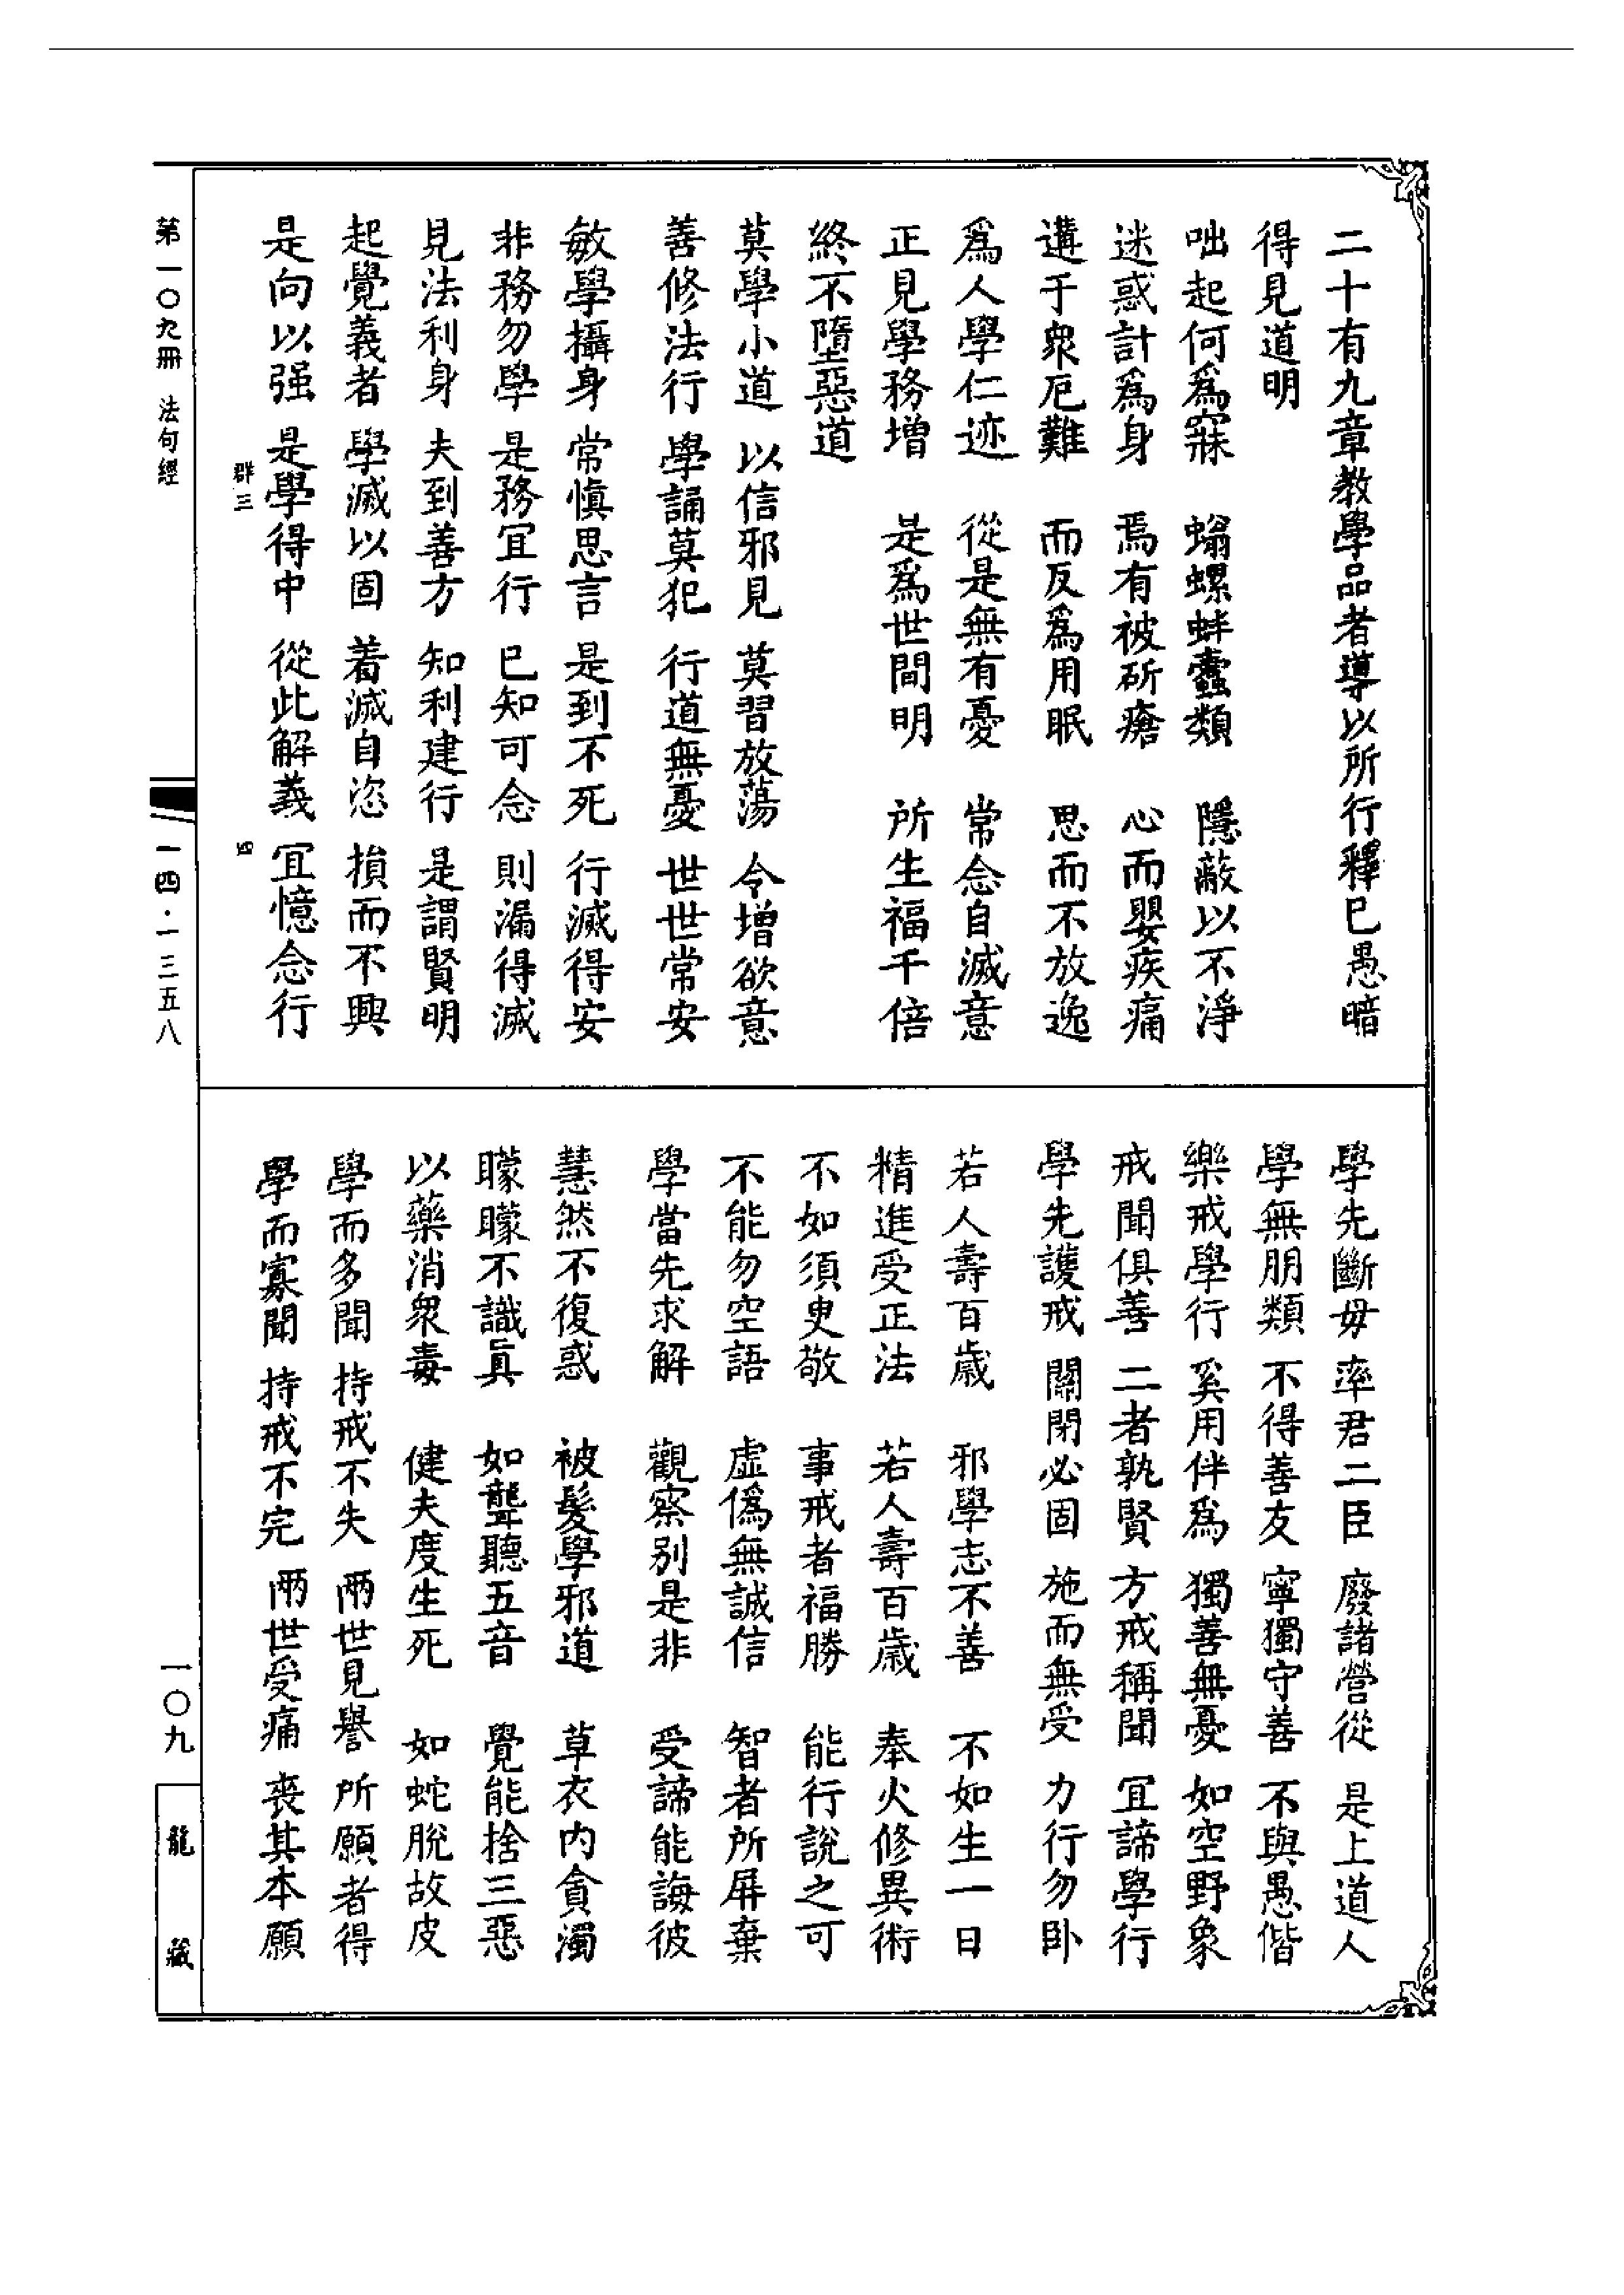 二十有九章教學品者導以所行釋已愚暗
得見道明
咄起何爲寐　螉螺蚌蠹類　隱蔽以不淨
迷惑計爲身　焉有被斫瘡　心而嬰疾痛
遘于衆厄難　而反爲用眠　思而不放逸
爲人學仁迹　從是無有憂　常念自滅意
正見學務增　是爲世間明　所生福千倍
終不墮惡道
莫學小道　以信邪見　莫習放蕩　令增欲意
善修法行　學誦莫犯　行道無憂　世世常安
敏學攝身　常慎思言　是到不死　行滅得安
非務勿學　是務宜行　已知可念　則漏得滅
見法利身　夫到善方　知利建行　是謂賢明
起覺義者　學滅以固　着滅自恣　損而不興
是向以强　是學得中　從此解義　宜憶念行
學先斷毋　率君二臣　廢諸營從　是上道人
學無朋類　不得善友　寧獨守善　不與愚偕
樂戒學行　奚用伴爲　獨善無憂　如空野象
戒聞俱善　二者孰賢　方戒稱聞　宜諦學行
學先護戒　關閉必固　施而無受　力行勿卧
若人壽百歲　邪學志不善　不如生一日
精進受正法　若人壽百歲　奉火修異術
不如須臾敬　事戒者福勝　能行說之可
不能勿空語　虛僞無誠信　智者所屏棄
學當先求解　觀察别是非　受諦能誨彼
慧然不復惑　被髮學邪道　草衣内貪濁
矇矇不識眞　如聾聽五音　覺能捨三惡
以藥消衆毒　健夫度生死　如蛇脫故皮
學而多聞　持戒不失　兩世見譽　所願者得
學而寡聞　持戒不完　兩世受痛　喪其本願
群三
四
第一〇九冊　法句經
一四·一三五八
一〇九
龍藏